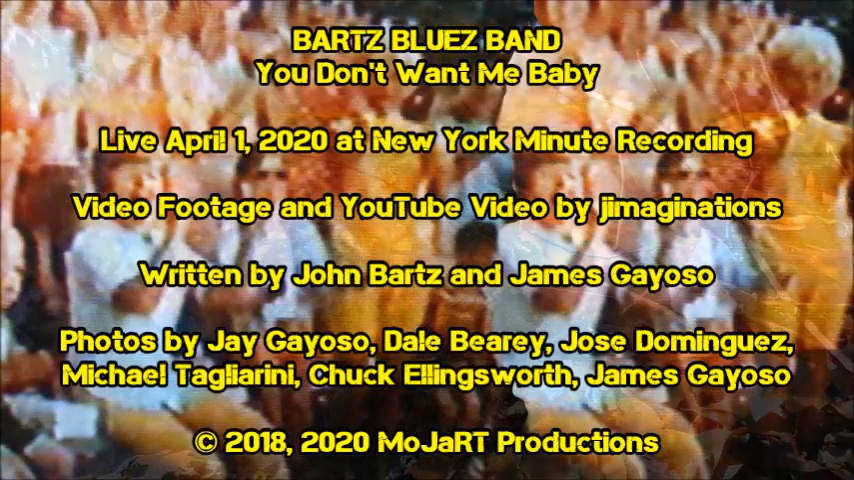 BARTZ BLUEZ BAND
You Don't Want Me Baby
Live April 1, 2020 at New York Minute Recording
Video Footage and YouTube Video by jimaginations
Written by John Bartz and James Gayoso
Photos by Jay Gayoso, Dale Bearey, Jose Dominguez,
Michael Tagliarini, Chuck Ellingsworth, James Gayoso
© 2018, 2020 MoJaRT Productions